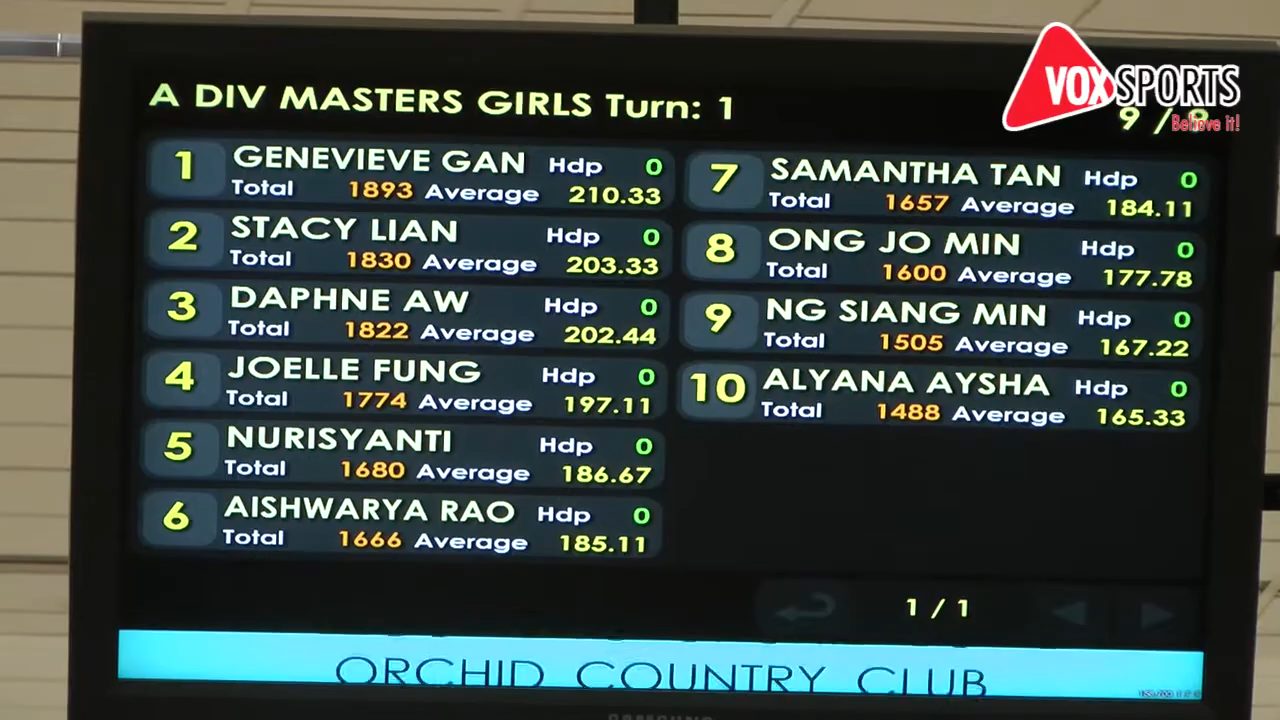 VOX SPORTS
Believe it!
A DIV MASTERS GIRLS Turn: 1
9 /
1 GENEVIEVE GAN Hdp 0
Total 1893 Average 210.33
2 STACY LIAN Hdp 0
Total 1830 Average 203.33
3 DAPHNE AW Hdp 0
Total 1822 Average 202.44
4 JOELLE FUNG Hdp 0
Total 1774 Average 197.11
5 NURISYANTI Hdp 0
Total 1680 Average 186.67
6 AISHWARYA RAO Hdp 0
Total 1666 Average 185.11
7 SAMANTHA TAN Hdp 0
Total 1657 Average 184.11
8 ONG JO MIN Hdp 0
Total 1600 Average 177.78
9 NG SIANG MIN Hdp 0
Total 1505 Average 167.22
10 ALYANA AYSHA Hdp 0
Total 1488 Average 165.33
1 / 1
ORCHID COUNTRY CLUB
SAMSUNG